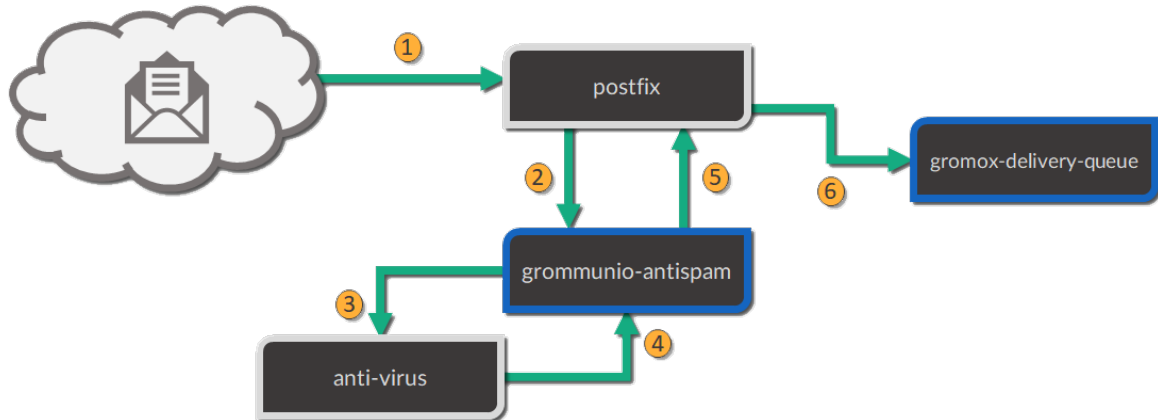 1
postfix
gromox-delivery-queue
2
5
6
grommunio-antispam
3
4
anti-virus